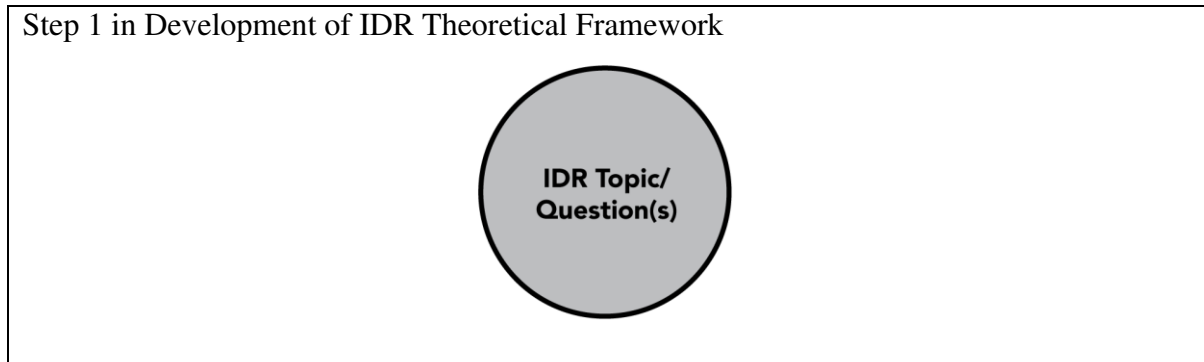 Step 1 in Development of IDR Theoretical Framework
IDR Topic/
Question(s)